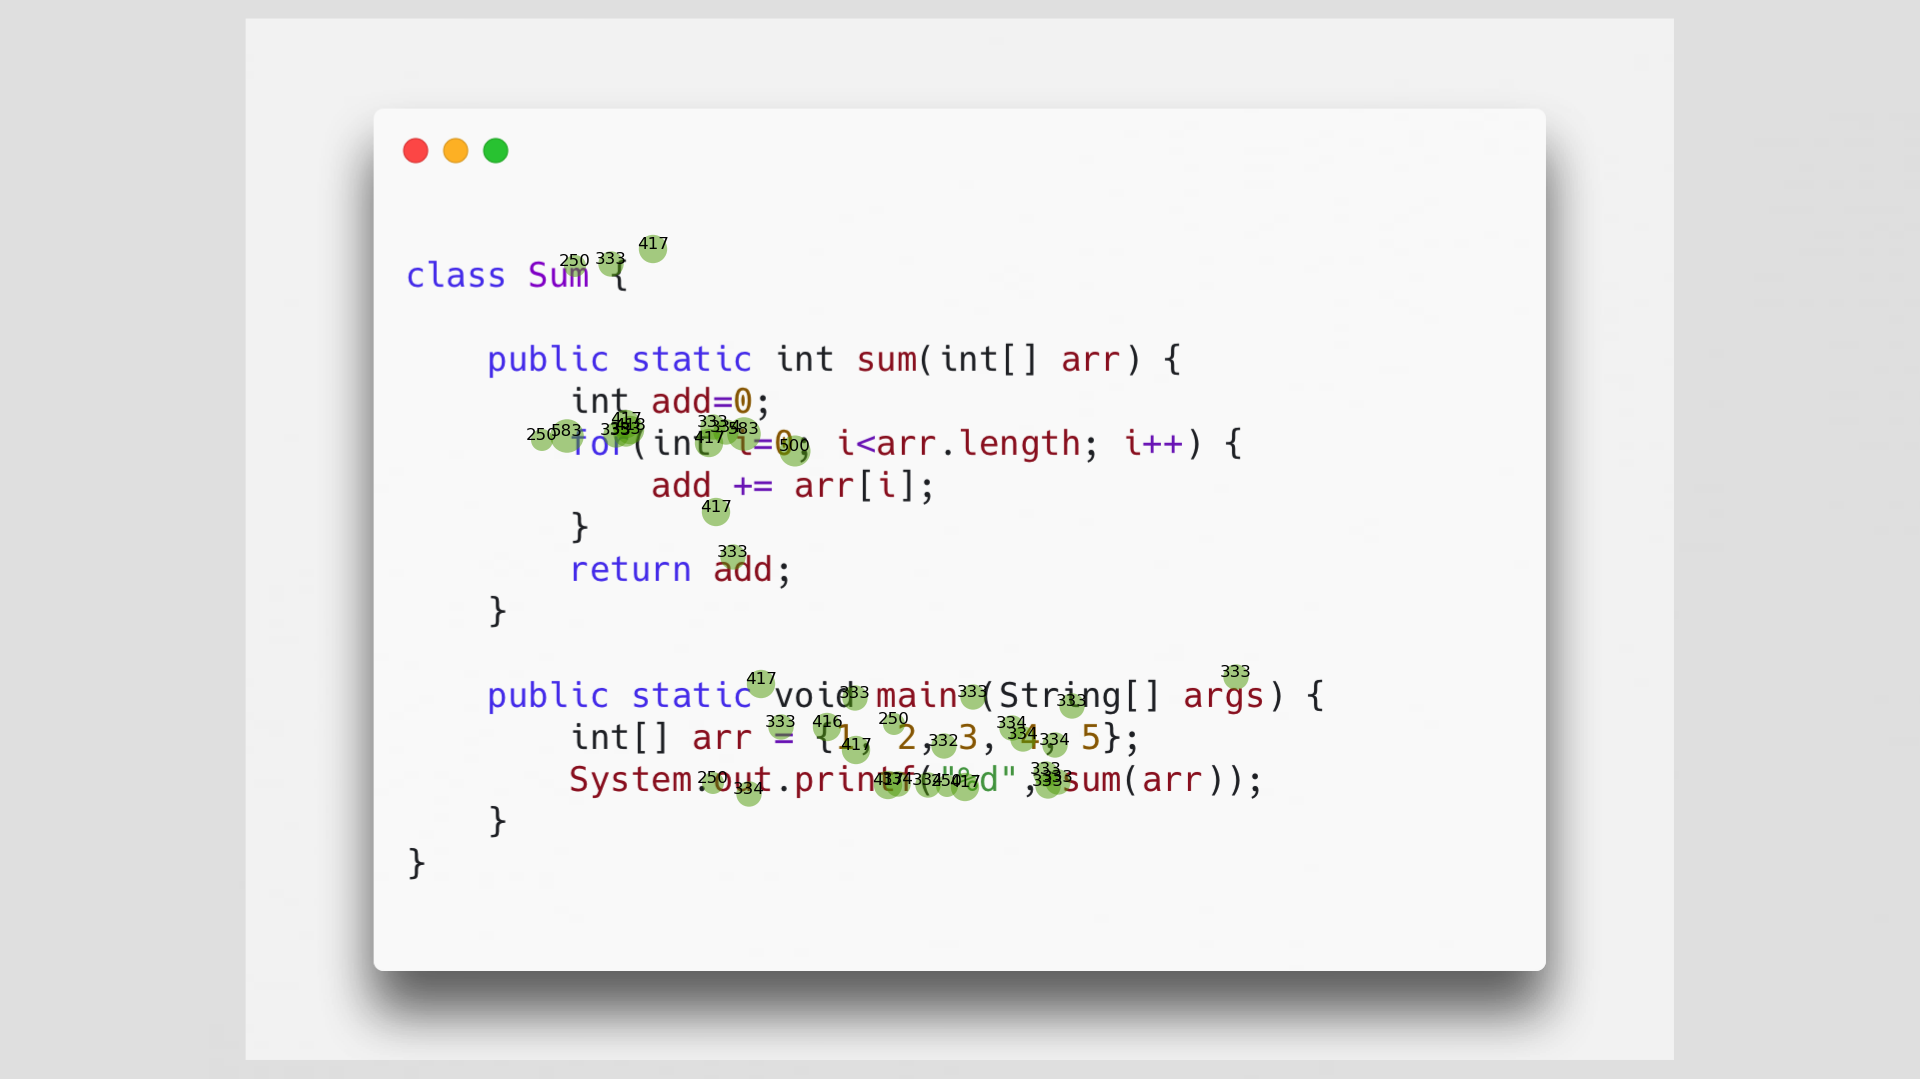 417
250 333
class Sum {
public static int sum(int[] arr) {
int add=0;
417 333
250 583 333 418 417 334 583 500
for(int i=0; i<arr.length; i++) {
add += arr[i];
417
}
333
return add;
}
417 333 333 333 333
public static void main (String[] args) {
333 416 250 417 332 334 334 334
int[] arr = {1, 2, 3, 4, 5};
250 334 417 334 334 250 417 333 333 333
System.out.printf("%d", sum(arr));
}
}